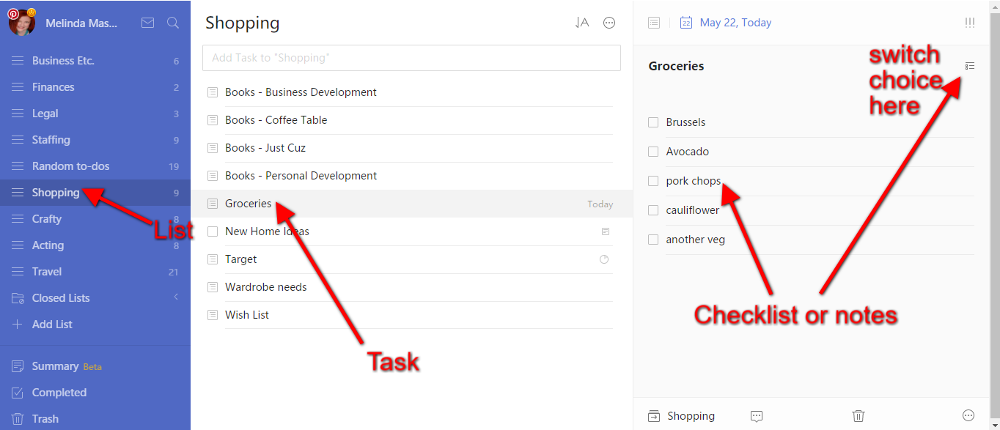 Melinda Mas...
Business Etc. 6
Finances 2
Legal 3
Staffing 9
Random to-dos 19
Shopping 9
Crafty 8
Acting 8
Travel 21
Closed Lists
Add List
Summary Beta
Completed
Trash
List
Shopping
Add Task to "Shopping"
Books - Business Development
Books - Coffee Table
Books - Just Cuz
Books - Personal Development
Groceries Today
New Home Ideas
Target
Wardrobe needs
Wish List
Task
22 May 22, Today
Groceries
switch
choice
here
Brussels
Avocado
pork chops
cauliflower
another veg
Checklist or notes
Shopping